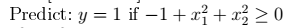 Predict: y = 1 if −1 + x₁² + x₂² ≥ 0